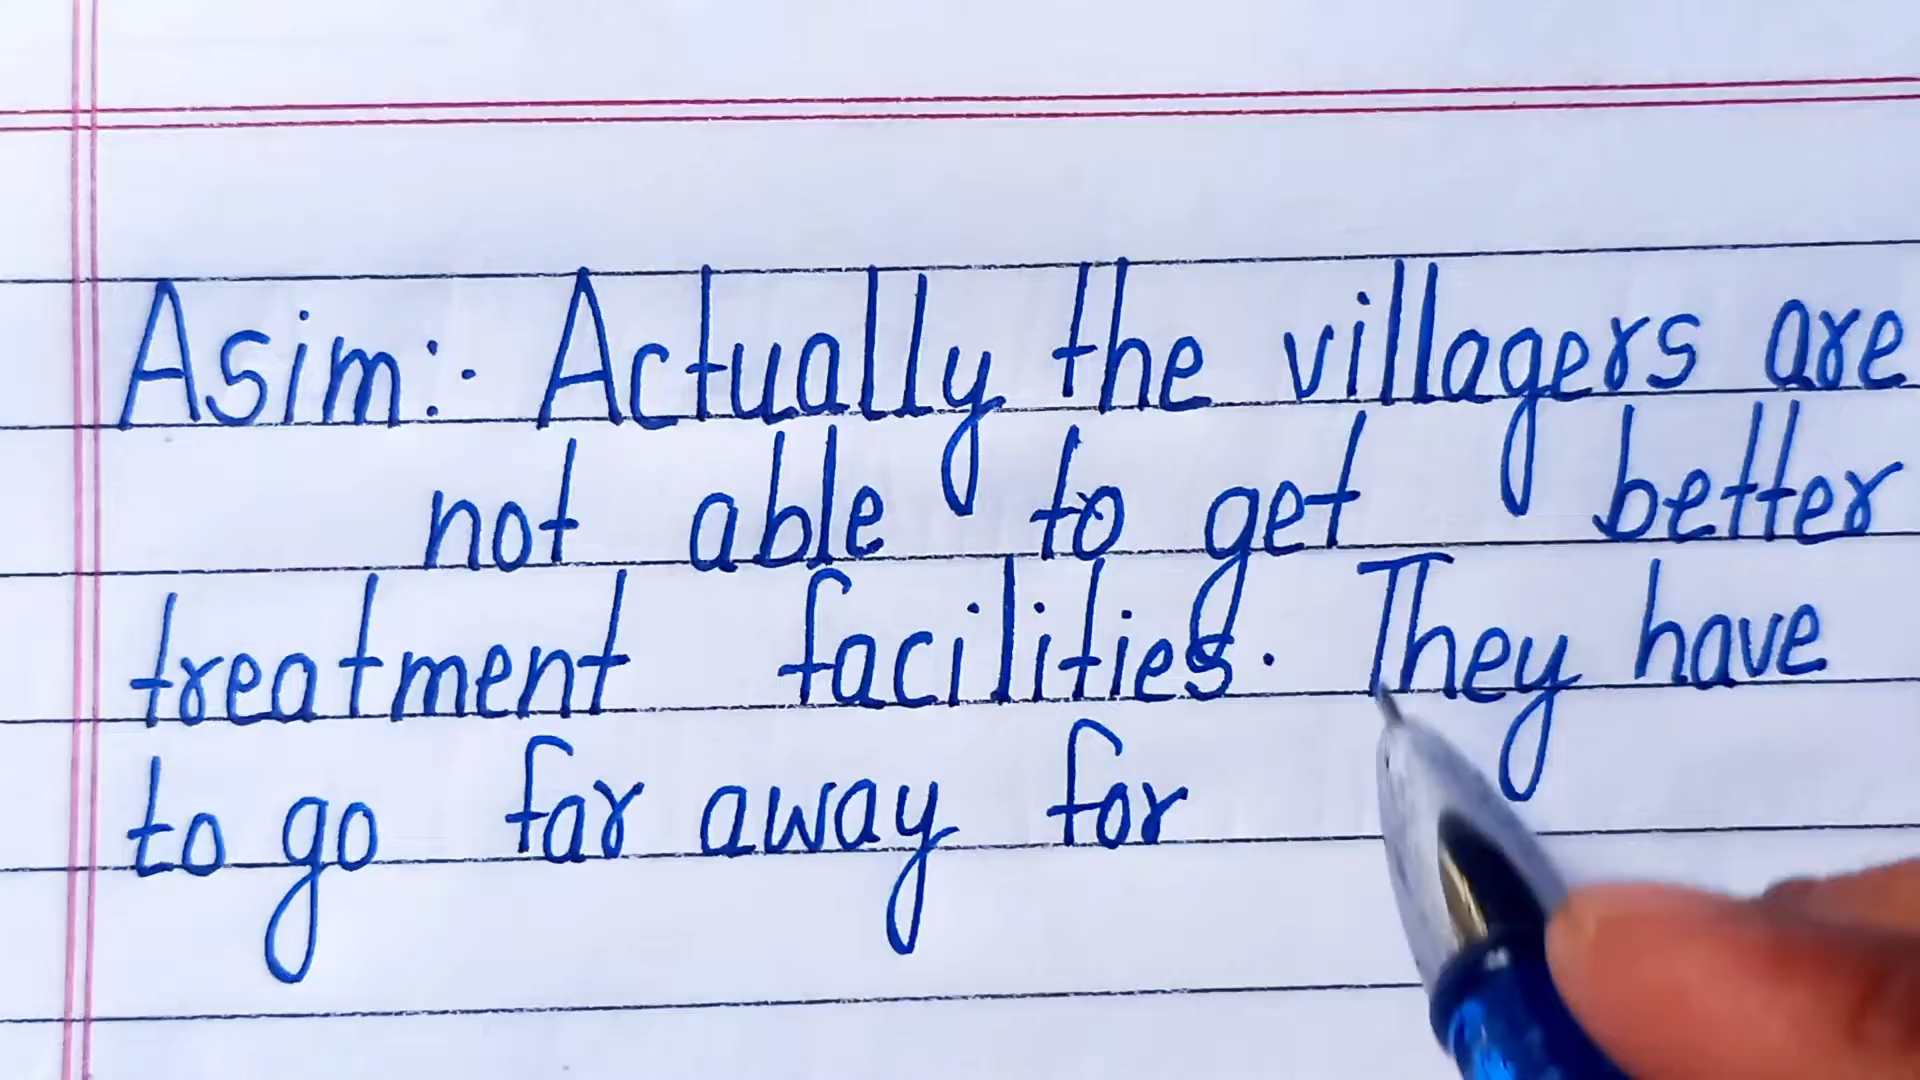 Asim:. Actually the villagers are
not able to get better
treatment facilities. They have
to go far away for